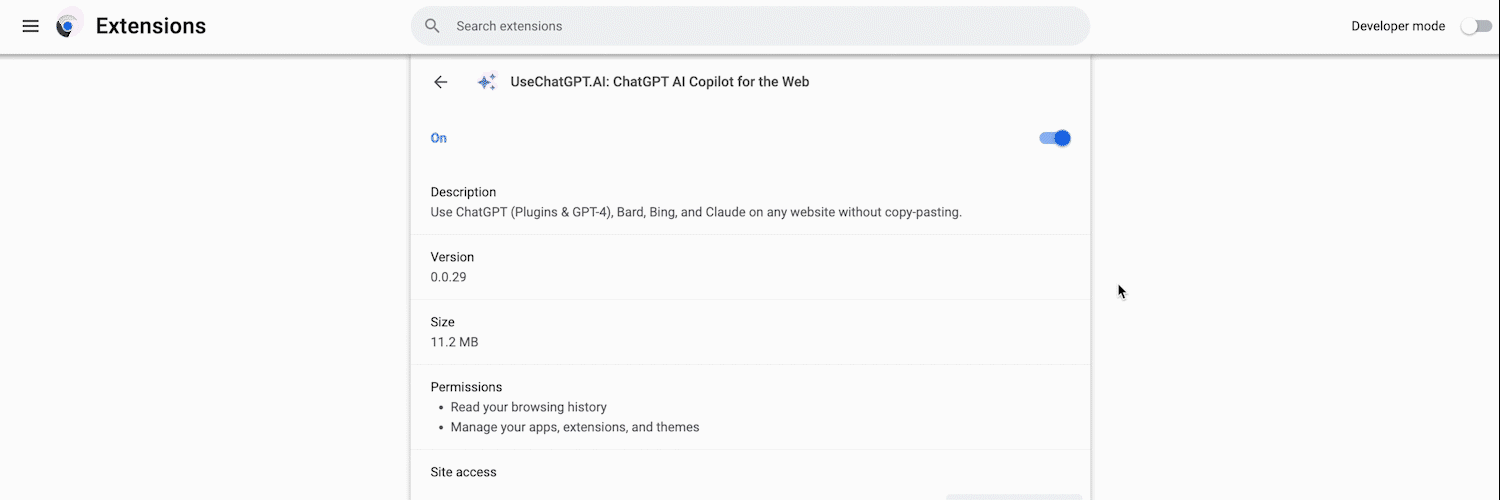 Extensions
Search extensions
Developer mode
UseChatGPT.AI: ChatGPT AI Copilot for the Web
On
Description
Use ChatGPT (Plugins & GPT-4), Bard, Bing, and Claude on any website without copy-pasting.
Version
0.0.29
Size
11.2 MB
Permissions
• Read your browsing history
• Manage your apps, extensions, and themes
Site access